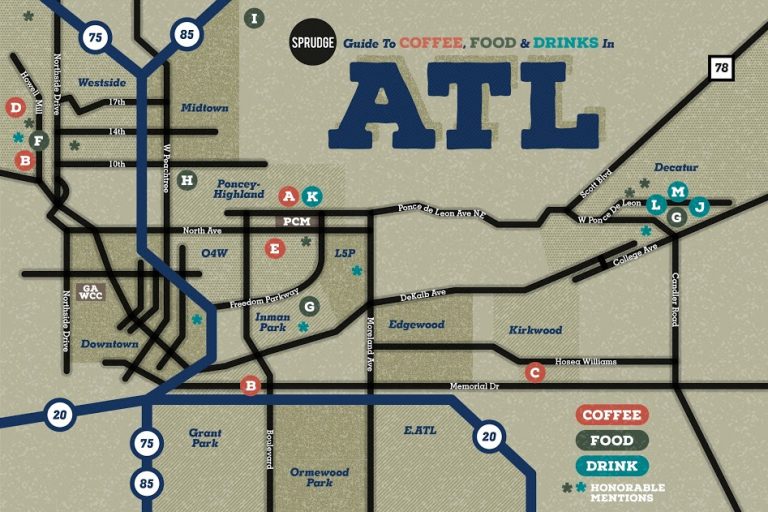 SPRUDGE
Guide To COFFEE, FOOD & DRINKS In
ATL
I
75
85
78
Westside
Northside Drive
Howell Mill
17th
Midtown
D
14th
F
B
10th
W Peachtree
H
Poncey-
Highland
A
K
Decatur
Scott Blvd
M
L
J
G
W Ponce De Leon
Ponce de Leon Ave NE
PCM
North Ave
O4W
E
L5P
College Ave
GA
WCC
Freedom Parkway
G
DeKalb Ave
Candler Road
Northside Drive
Inman
Park
Moreland Ave
Edgewood
Kirkwood
Downtown
Hosea Williams
C
B
Memorial Dr
20
Grant
Park
Boulevard
E.ATL
20
75
85
Ormewood
Park
COFFEE
FOOD
DRINK
** HONORABLE
MENTIONS